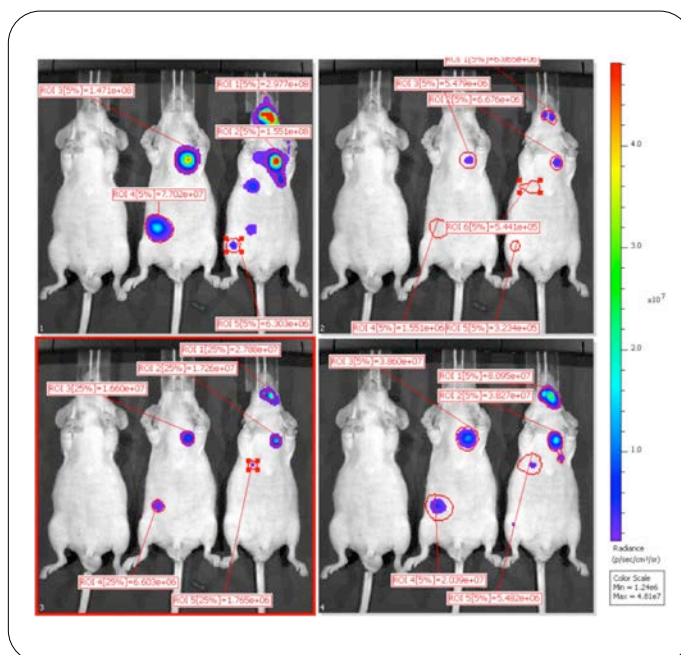 ROI 1[5%]=2.977e+08
ROI 3[5%]=1.471e+08
ROI 2[5%]=1.551e+08
ROI 4[5%]=7.702e+07
ROI 5[5%]=6.303e+06
1
ROI 1[5%]=6.865e+06
ROI 3[5%]=5.479e+06
ROI 2[5%]=6.676e+06
ROI 6[5%]=5.441e+05
ROI 4[5%]=1.551e+06
ROI 5[5%]=3.234e+05
2
ROI 1[25%]=2.788e+07
ROI 2[25%]=1.726e+07
ROI 3[25%]=1.660e+07
ROI 4[25%]=6.603e+06
ROI 5[25%]=1.765e+06
3
ROI 3[5%]=3.860e+07
ROI 1[5%]=8.095e+07
ROI 2[5%]=3.827e+07
ROI 4[5%]=2.039e+07
ROI 5[5%]=5.482e+06
4
4.0
3.0
x10⁷
2.0
1.0
Radiance
(p/sec/cm²/sr)
Color Scale
Min = 1.24e6
Max = 4.81e7